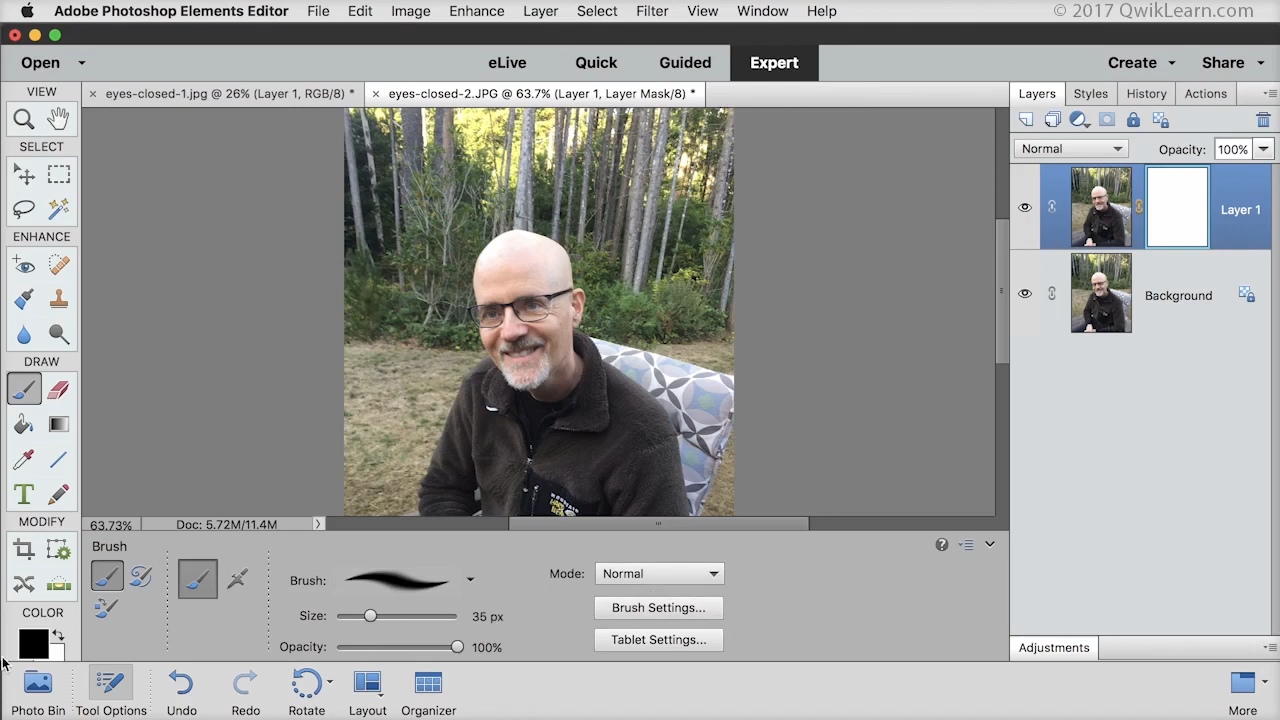 Adobe Photoshop Elements Editor File Edit Image Enhance Layer Select Filter View Window Help © 2017 QwikLearn.com
Open eLive Quick Guided Expert Create Share
VIEW
SELECT
ENHANCE
DRAW
MODIFY
COLOR
eyes-closed-1.jpg @ 26% (Layer 1, RGB/8) * eyes-closed-2.JPG @ 63.7% (Layer 1, Layer Mask/8) *
Layers Styles History Actions
Normal Opacity: 100%
Layer 1
Background
63.73% Doc: 5.72M/11.4M
Brush
Brush: Mode: Normal
Size: 35 px Brush Settings...
Opacity: 100% Tablet Settings...
Adjustments
Photo Bin Tool Options Undo Redo Rotate Layout Organizer More